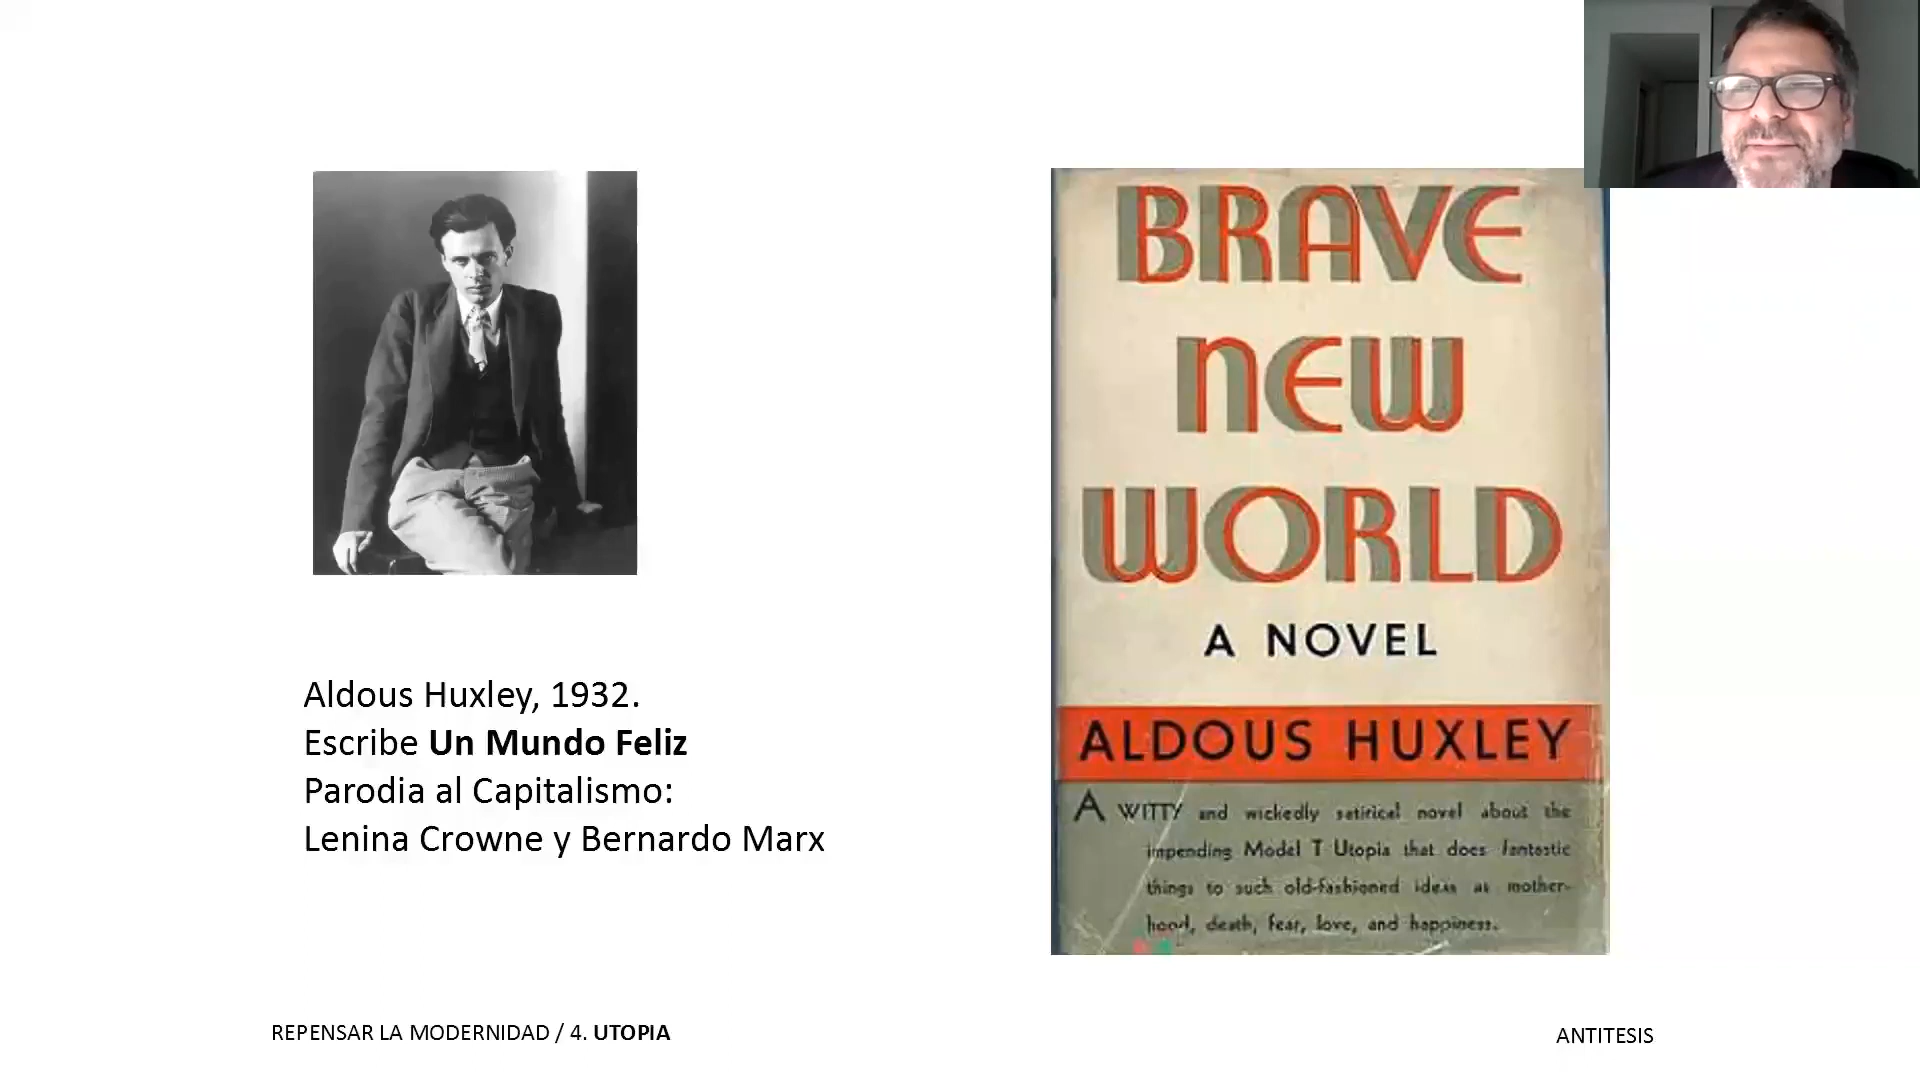 Aldous Huxley, 1932.
Escribe Un Mundo Feliz
Parodia al Capitalismo:
Lenina Crowne y Bernardo Marx
BRAVE
NEW
WORLD
A NOVEL
ALDOUS HUXLEY
A WITTY and wickedly satirical novel about the
impending Model T Utopia that does fantastic
things to such old-fashioned ideas as mother-
hood, death, fear, love, and happiness.
REPENSAR LA MODERNIDAD / 4. UTOPIA
ANTITESIS